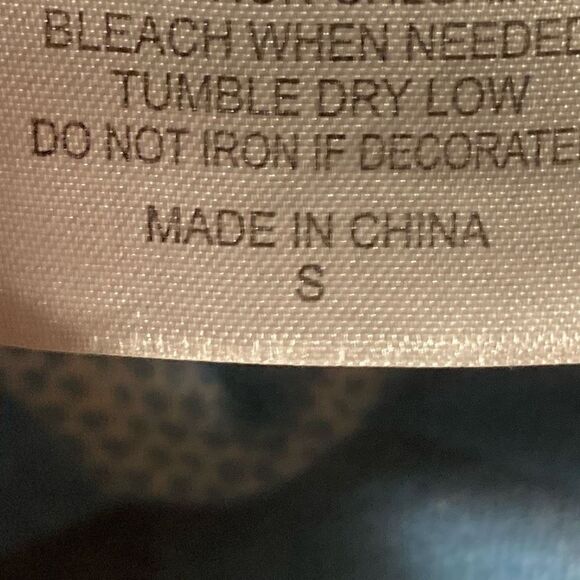 BLEACH WHEN NEEDED
TUMBLE DRY LOW
DO NOT IRON IF DECORATE
MADE IN CHINA
S